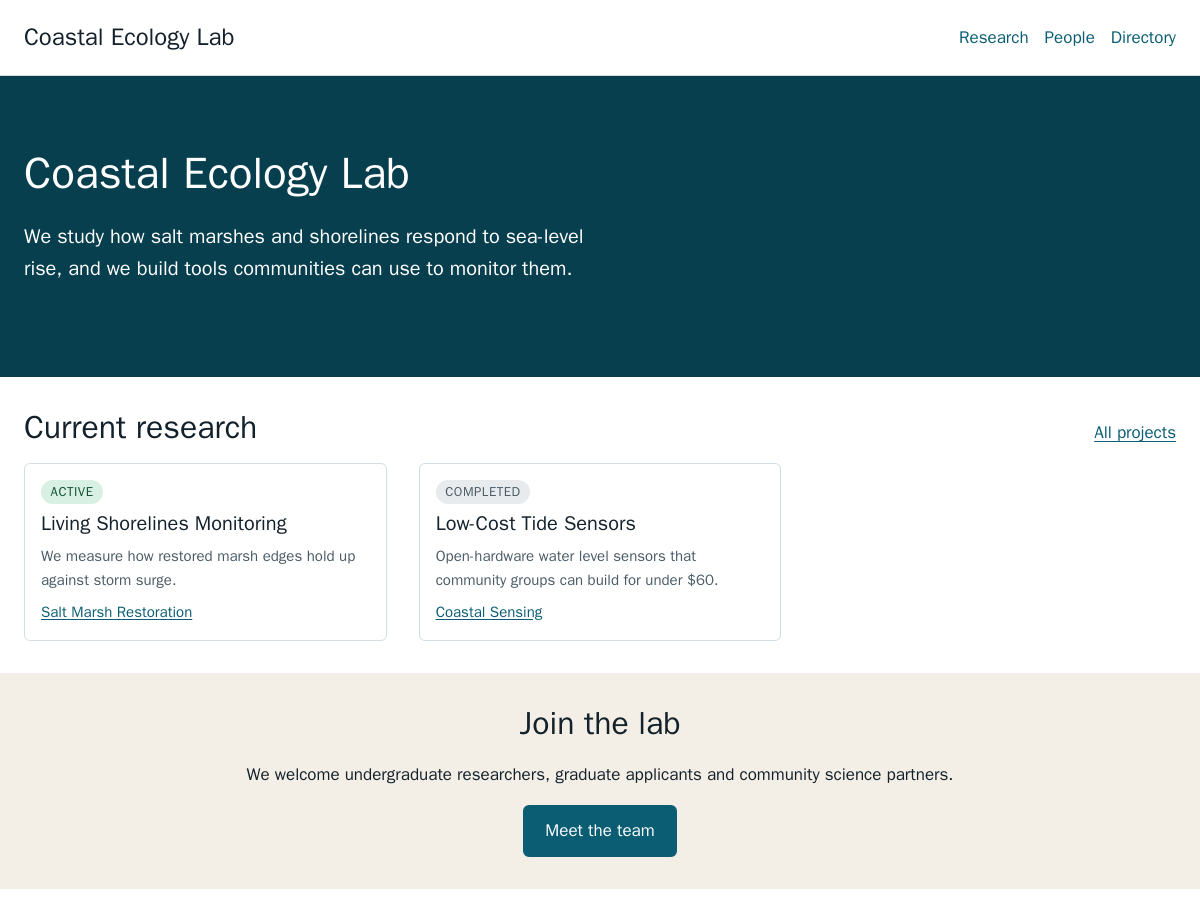 Coastal Ecology Lab
Research People Directory
Coastal Ecology Lab
We study how salt marshes and shorelines respond to sea-level
rise, and we build tools communities can use to monitor them.
Current research
All projects
ACTIVE
Living Shorelines Monitoring
We measure how restored marsh edges hold up
against storm surge.
Salt Marsh Restoration
COMPLETED
Low-Cost Tide Sensors
Open-hardware water level sensors that
community groups can build for under $60.
Coastal Sensing
Join the lab
We welcome undergraduate researchers, graduate applicants and community science partners.
Meet the team